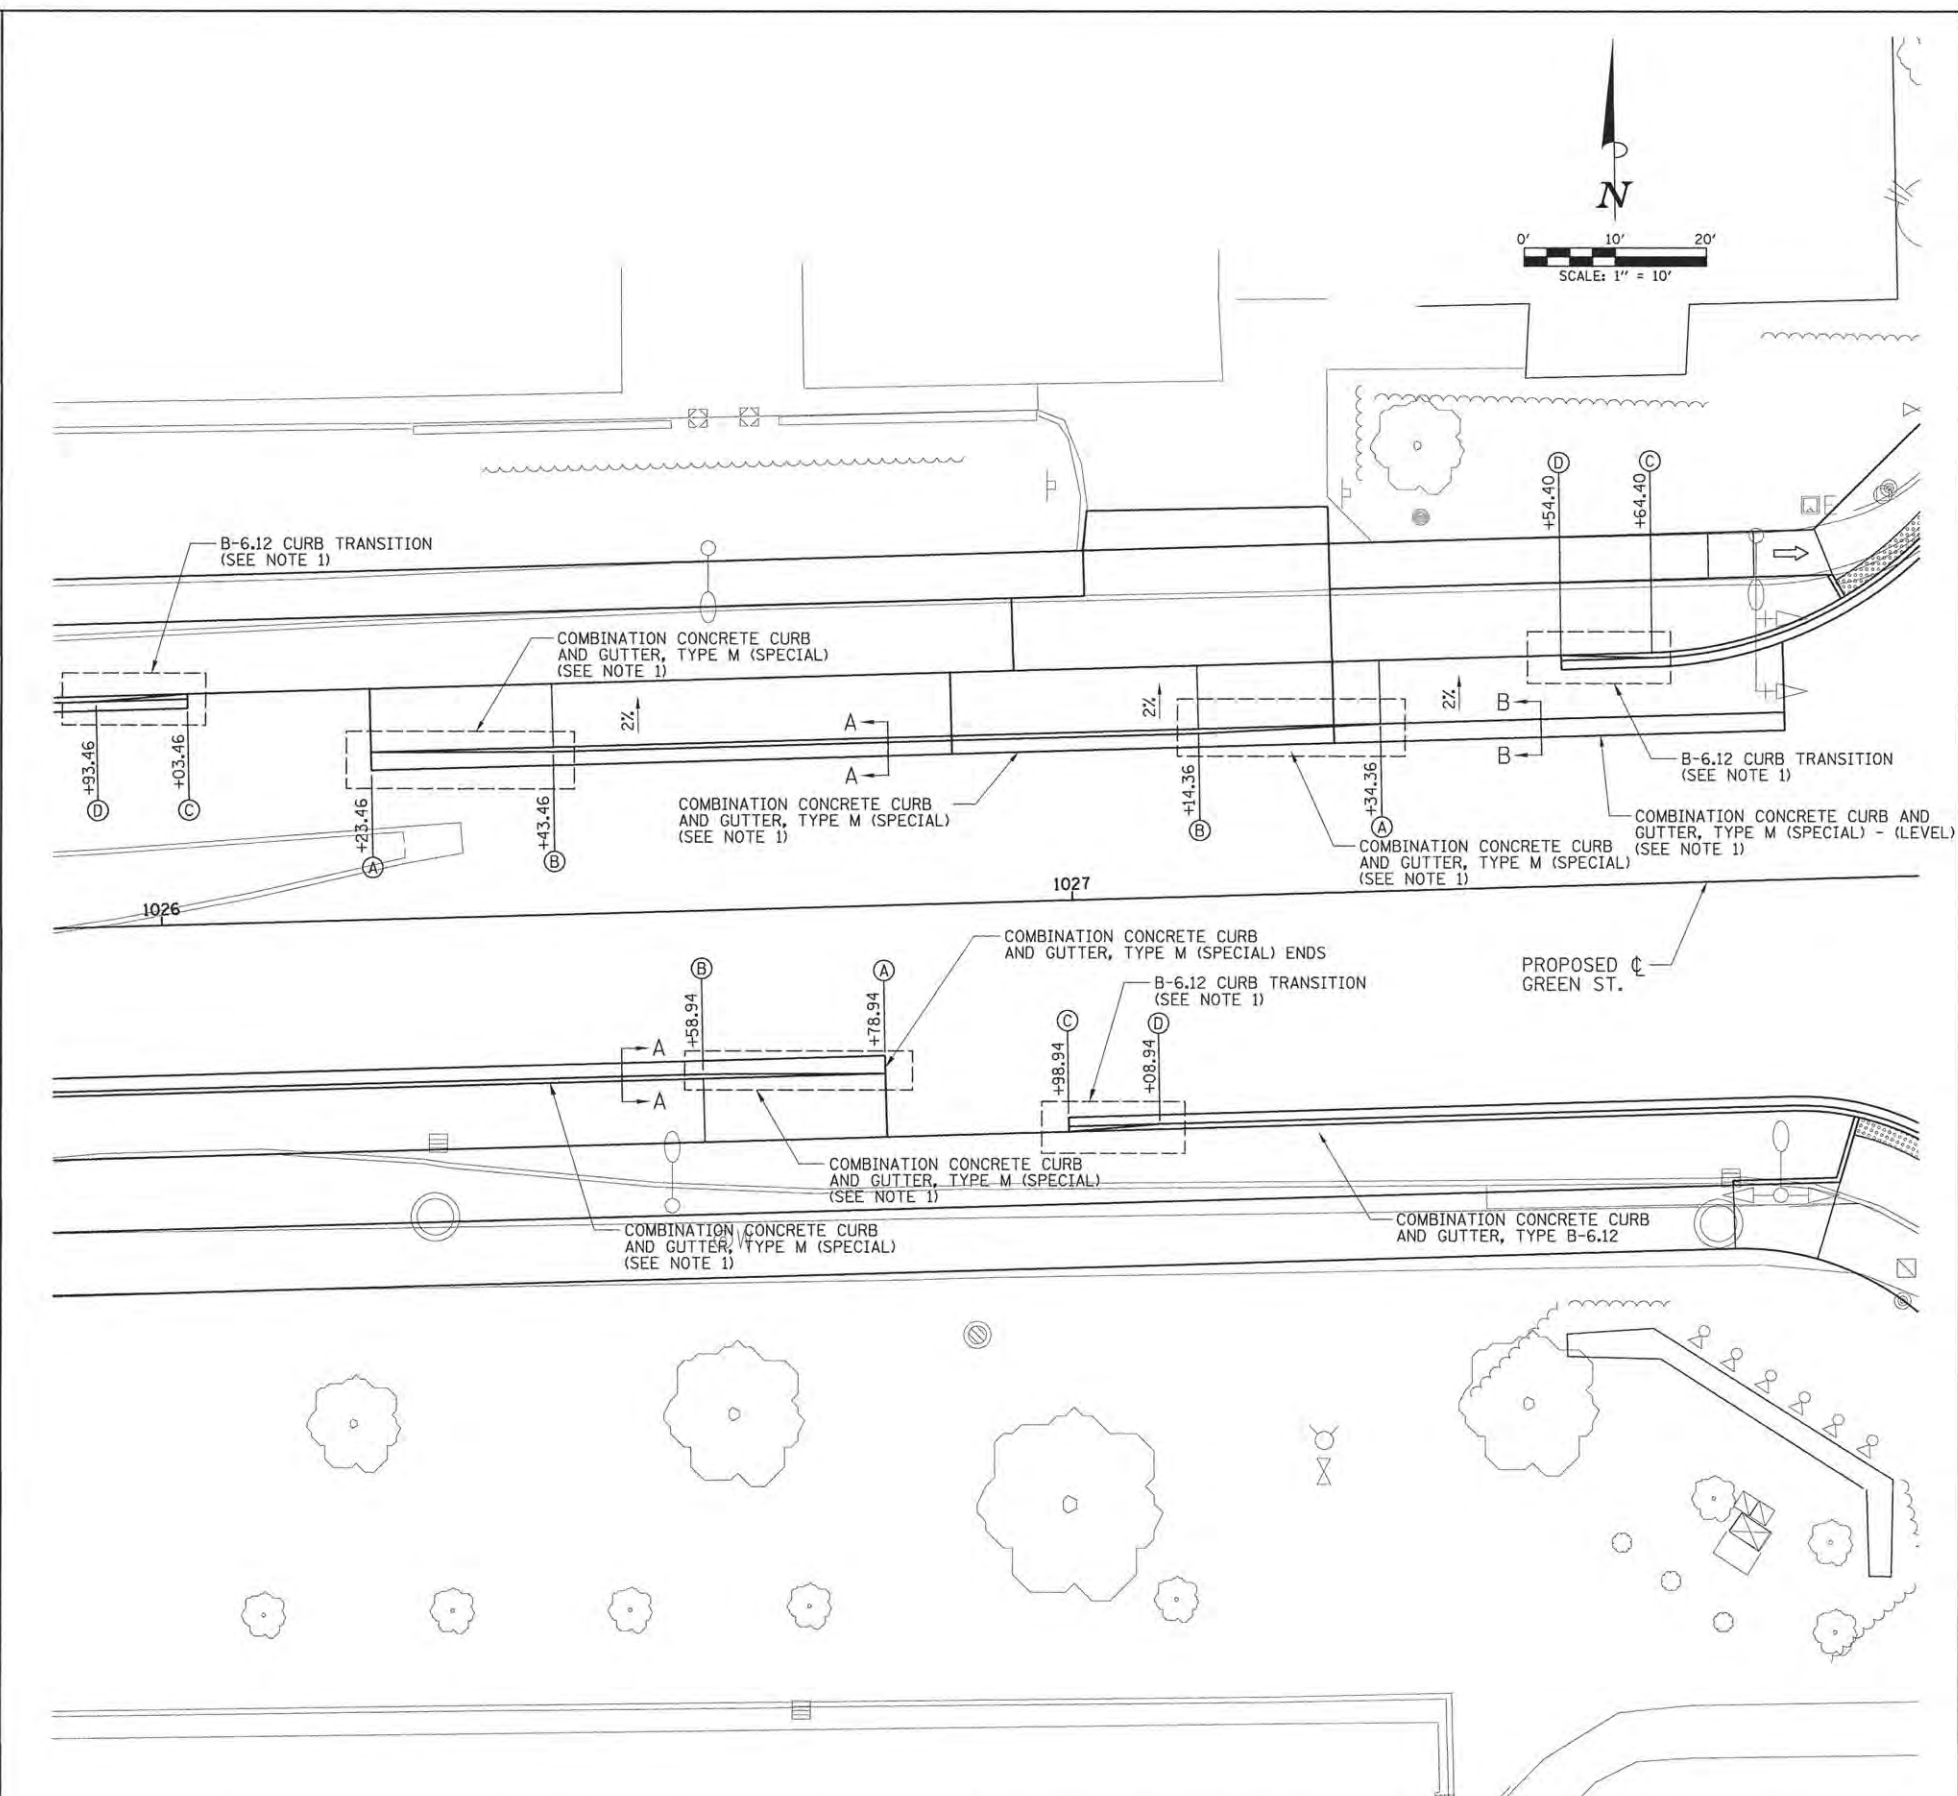 N
0' 10' 20'
SCALE: 1" = 10'
B-6.12 CURB TRANSITION
(SEE NOTE 1)
COMBINATION CONCRETE CURB
AND GUTTER, TYPE M (SPECIAL)
(SEE NOTE 1)
D
+54.40
C
+64.40
+93.46
D
+03.46
C
+23.46
A
+43.46
B
2%
A
A
2%
+14.36
B
+34.36
A
2%
B
B
B-6.12 CURB TRANSITION
(SEE NOTE 1)
COMBINATION CONCRETE CURB
AND GUTTER, TYPE M (SPECIAL)
(SEE NOTE 1)
COMBINATION CONCRETE CURB AND
GUTTER, TYPE M (SPECIAL) - (LEVEL)
(SEE NOTE 1)
COMBINATION CONCRETE CURB
AND GUTTER, TYPE M (SPECIAL)
(SEE NOTE 1)
1026
1027
COMBINATION CONCRETE CURB
AND GUTTER, TYPE M (SPECIAL) ENDS
PROPOSED ℄
GREEN ST.
B-6.12 CURB TRANSITION
(SEE NOTE 1)
B
+58.94
A
+78.94
C
+98.94
D
+08.94
A
A
COMBINATION CONCRETE CURB
AND GUTTER, TYPE M (SPECIAL)
(SEE NOTE 1)
COMBINATION CONCRETE CURB
AND GUTTER, TYPE M (SPECIAL)
(SEE NOTE 1)
COMBINATION CONCRETE CURB
AND GUTTER, TYPE B-6.12